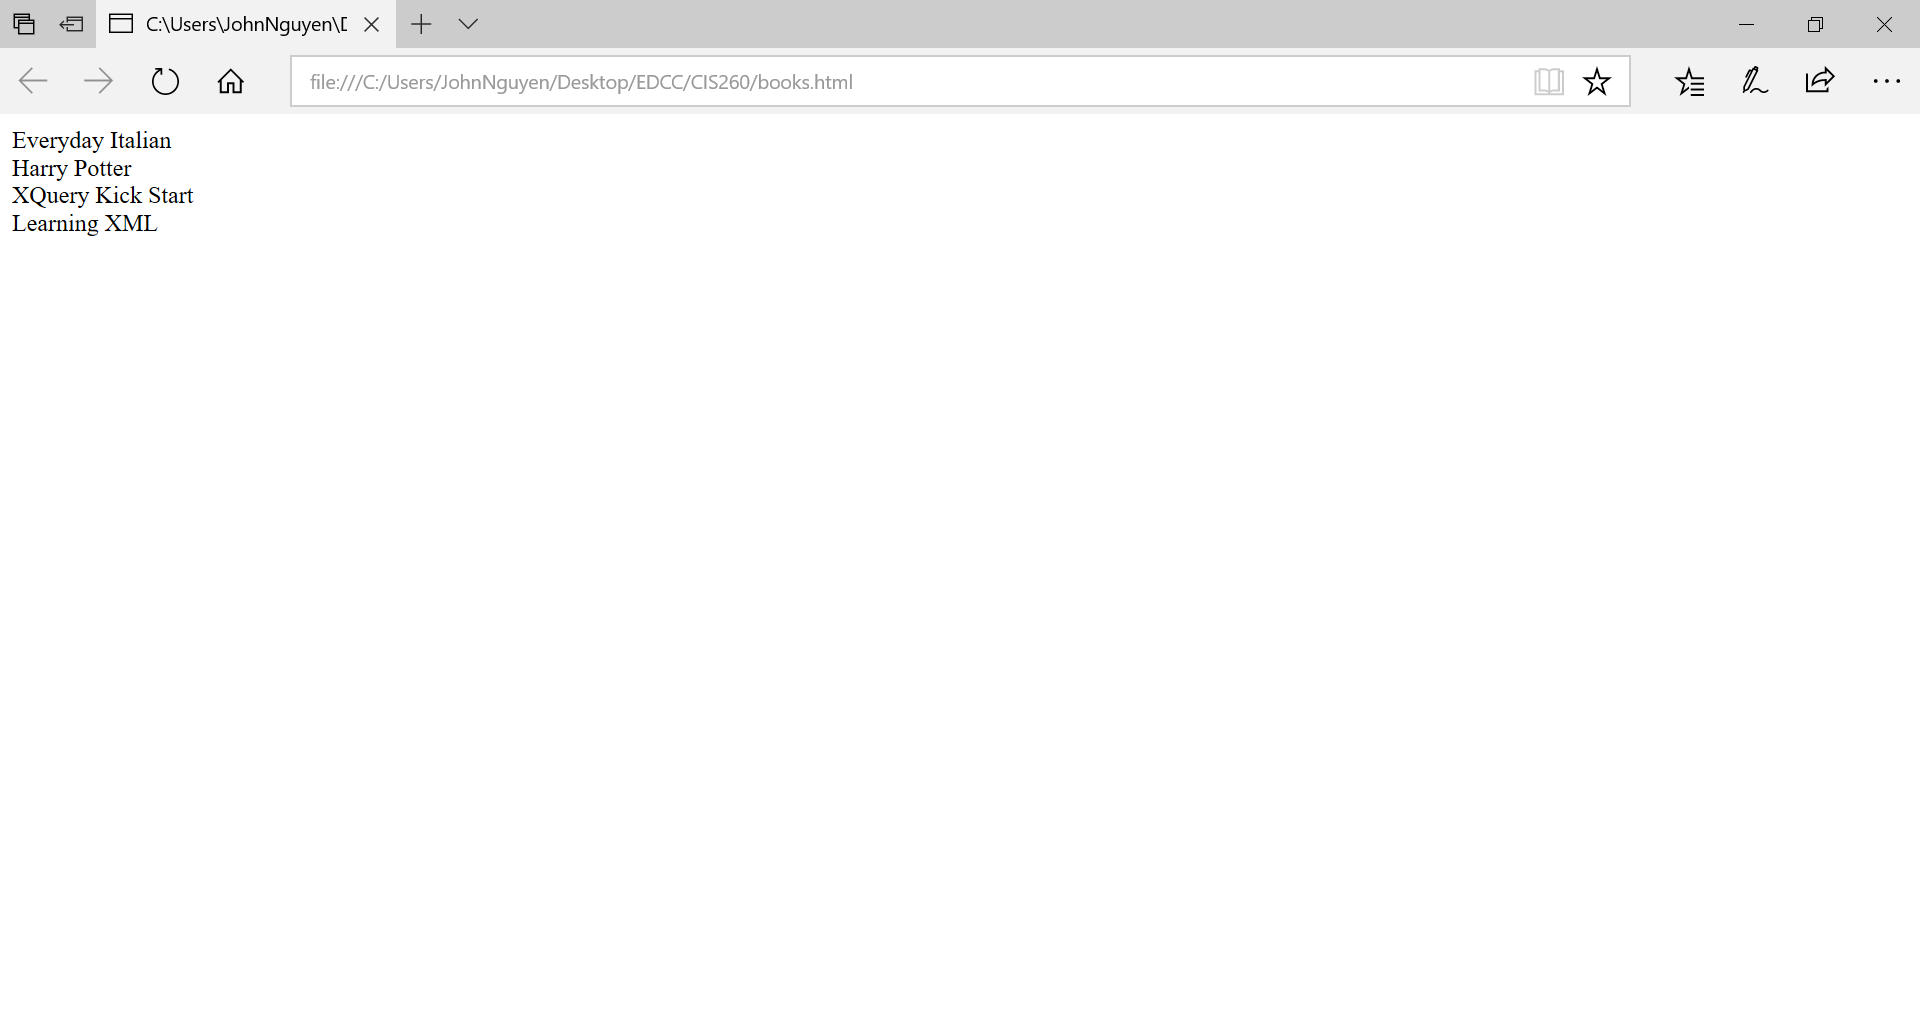 C:\Users\JohnNguyen\D
file:///C:/Users/JohnNguyen/Desktop/EDCC/CIS260/books.html
Everyday Italian
Harry Potter
XQuery Kick Start
Learning XML